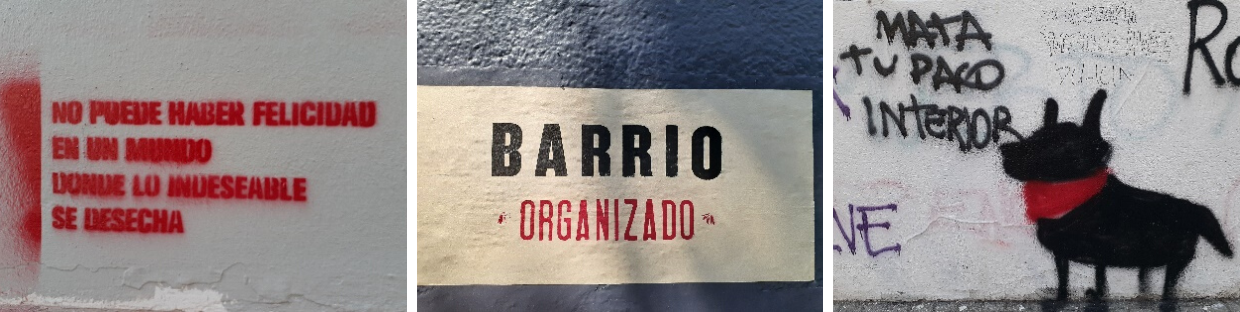 NO PUEDE HABER FELICIDAD
EN UN MUNDO
DONDE LO INDESEABLE
SE DESECHA
BARRIO
ORGANIZADO
MATA
TU PACO
INTERIOR